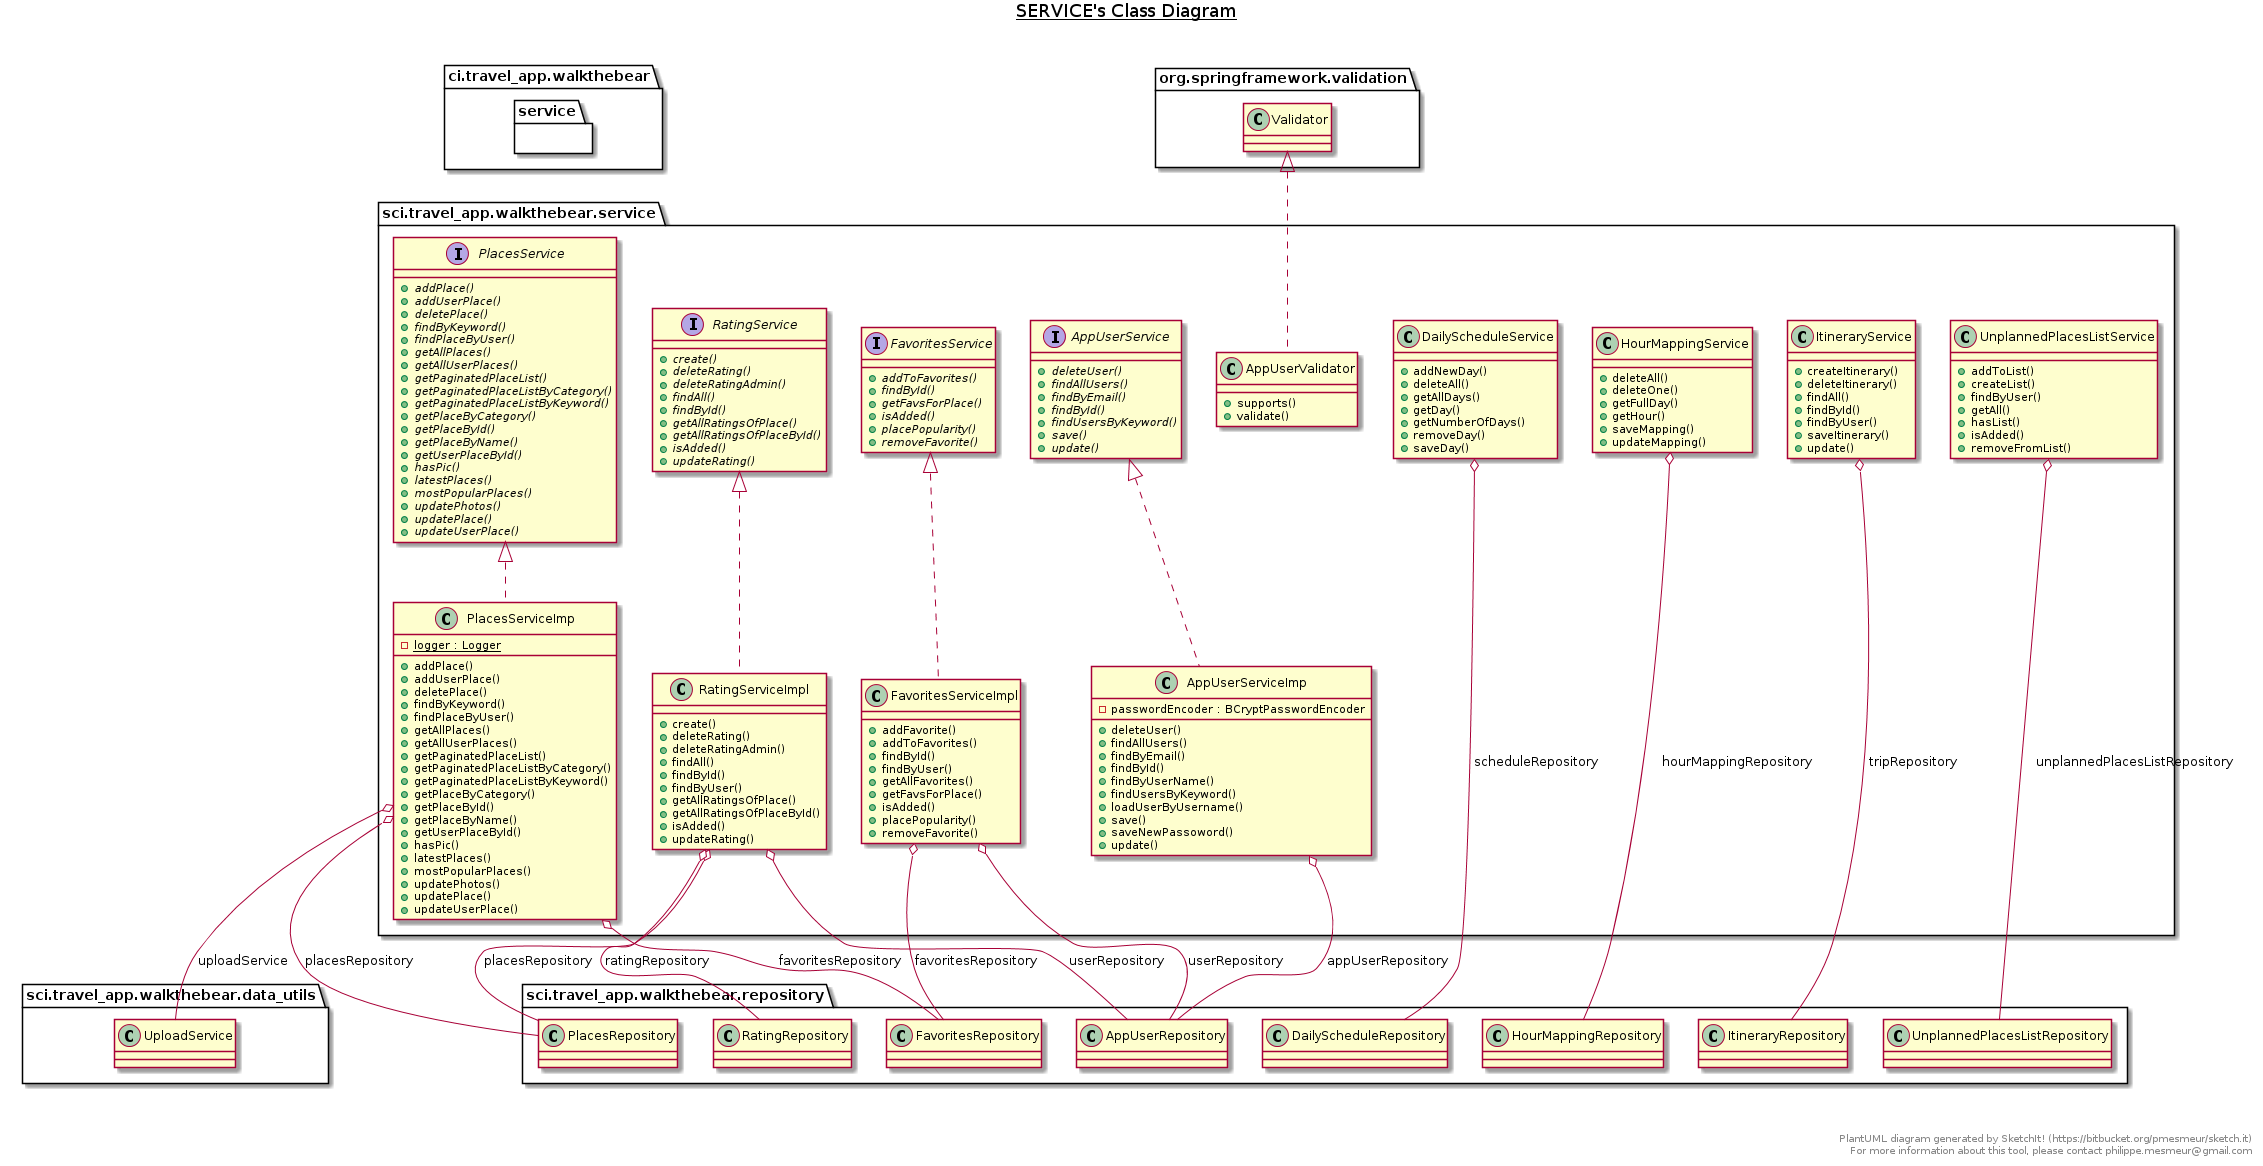 SERVICE's Class Diagram
ci.travel_app.walkthebear
service
org.springframework.validation
C Validator
sci.travel_app.walkthebear.service
I PlacesService
addPlace()
addUserPlace()
deletePlace()
findByKeyword()
findPlaceByUser()
getAllPlaces()
getAllUserPlaces()
getPaginatedPlaceList()
getPaginatedPlaceListByCategory()
getPaginatedPlaceListByKeyword()
getPlaceByCategory()
getPlaceById()
getPlaceByName()
getUserPlaceById()
hasPic()
latestPlaces()
mostPopularPlaces()
updatePhotos()
updatePlace()
updateUserPlace()
I RatingService
create()
deleteRating()
deleteRatingAdmin()
findAll()
findById()
getAllRatingsOfPlace()
getAllRatingsOfPlaceById()
isAdded()
updateRating()
I FavoritesService
addToFavorites()
findById()
getFavsForPlace()
isAdded()
placePopularity()
removeFavorite()
I AppUserService
deleteUser()
findAllUsers()
findByEmail()
findById()
findUsersByKeyword()
save()
update()
C AppUserValidator
supports()
validate()
C DailyScheduleService
addNewDay()
deleteAll()
getAllDays()
getDay()
getNumberOfDays()
removeDay()
saveDay()
C HourMappingService
deleteAll()
deleteOne()
getFullDay()
getHour()
saveMapping()
updateMapping()
C ItineraryService
createItinerary()
deleteItinerary()
findAll()
findById()
findByUser()
saveItinerary()
update()
C UnplannedPlacesListService
addToList()
createList()
findByUser()
getAll()
hasList()
isAdded()
removeFromList()
C PlacesServiceImp
logger : Logger
addPlace()
addUserPlace()
deletePlace()
findByKeyword()
findPlaceByUser()
getAllPlaces()
getAllUserPlaces()
getPaginatedPlaceList()
getPaginatedPlaceListByCategory()
getPaginatedPlaceListByKeyword()
getPlaceByCategory()
getPlaceById()
getPlaceByName()
getUserPlaceById()
hasPic()
latestPlaces()
mostPopularPlaces()
updatePhotos()
updatePlace()
updateUserPlace()
C RatingServiceImpl
create()
deleteRating()
deleteRatingAdmin()
findAll()
findById()
findByUser()
getAllRatingsOfPlace()
getAllRatingsOfPlaceById()
isAdded()
updateRating()
C FavoritesServiceImpl
addFavorite()
addToFavorites()
findById()
findByUser()
getAllFavorites()
getFavsForPlace()
isAdded()
placePopularity()
removeFavorite()
C AppUserServiceImp
passwordEncoder : BCryptPasswordEncoder
deleteUser()
findAllUsers()
findByEmail()
findById()
findByUserName()
findUsersByKeyword()
loadUserByUsername()
save()
saveNewPassoword()
update()
scheduleRepository
hourMappingRepository
tripRepository
unplannedPlacesListRepository
uploadService
placesRepository
placesRepository
ratingRepository
favoritesRepository
favoritesRepository
userRepository
userRepository
appUserRepository
sci.travel_app.walkthebear.data_utils
C UploadService
sci.travel_app.walkthebear.repository
C PlacesRepository
C RatingRepository
C FavoritesRepository
C AppUserRepository
C DailyScheduleRepository
C HourMappingRepository
C ItineraryRepository
C UnplannedPlacesListRepository
PlantUML diagram generated by SketchIt! (https://bitbucket.org/pmesmeur/sketch.it)
For more information about this tool, please contact philippe.mesmeur@gmail.com